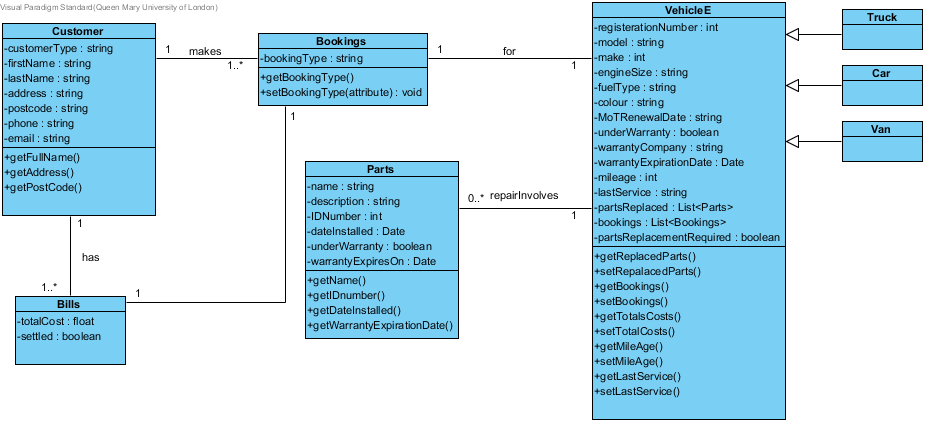 Visual Paradigm Standard(Queen Mary University of London)
Customer
-customerType : string
-firstName : string
-lastName : string
-address : string
-postcode : string
-phone : string
-email : string
+getFullName()
+getAddress()
+getPostCode()
1
makes
1..*
Bookings
-bookingType : string
+getBookingType()
+setBookingType(attribute) : void
1
for
1
VehicleE
-registerationNumber : int
-model : string
-make : int
-engineSize : string
-fuelType : string
-colour : string
-MoTRenewalDate : string
-underWarranty : boolean
-warrantyCompany : string
-warrantyExpirationDate : Date
-mileage : int
-lastService : string
-partsReplaced : List<Parts>
-bookings : List<Bookings>
-partsReplacementRequired : boolean
+getReplacedParts()
+setRepalacedParts()
+getBookings()
+setBookings()
+getTotalsCosts()
+setTotalCosts()
+getMileAge()
+setMileAge()
+getLastService()
+setLastService()
Truck
Car
Van
1
Parts
-name : string
-description : string
-IDNumber : int
-dateInstalled : Date
-underWarranty : boolean
-warrantyExpiresOn : Date
+getName()
+getIDnumber()
+getDateInstalled()
+getWarrantyExpirationDate()
0..*
repairInvolves
1
1
has
1..*
Bills
-totalCost : float
-settled : boolean
1